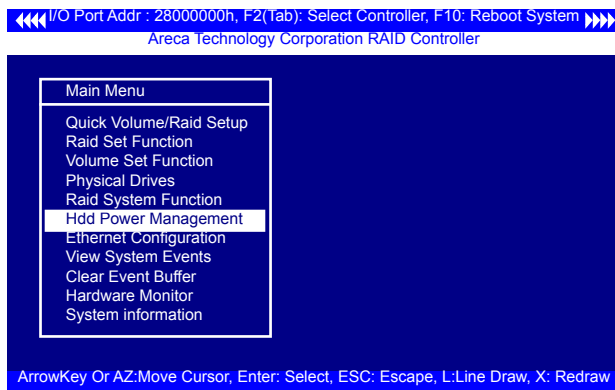 I/O Port Addr : 28000000h, F2(Tab): Select Controller, F10: Reboot System
Areca Technology Corporation RAID Controller
Main Menu
Quick Volume/Raid Setup
Raid Set Function
Volume Set Function
Physical Drives
Raid System Function
Hdd Power Management
Ethernet Configuration
View System Events
Clear Event Buffer
Hardware Monitor
System information
ArrowKey Or AZ:Move Cursor, Enter: Select, ESC: Escape, L:Line Draw, X: Redraw